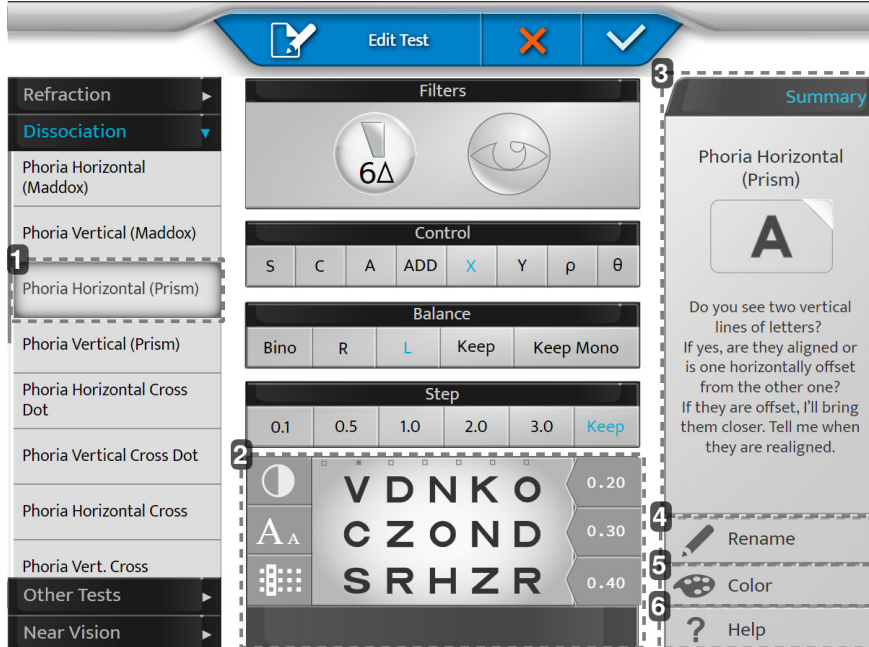 Edit Test
Refraction
Dissociation
Phoria Horizontal
(Maddox)
Phoria Vertical (Maddox)
1
Phoria Horizontal (Prism)
Phoria Vertical (Prism)
Phoria Horizontal Cross
Dot
Phoria Vertical Cross Dot
Phoria Horizontal Cross
Phoria Vert. Cross
Other Tests
Near Vision
Filters
6Δ
Control
S C A ADD X Y ρ θ
Balance
Bino R L Keep Keep Mono
Step
0.1 0.5 1.0 2.0 3.0 Keep
2
A A
V D N K O 0.20
C Z O N D 0.30
S R H Z R 0.40
3
Summary
Phoria Horizontal
(Prism)
A
Do you see two vertical
lines of letters?
If yes, are they aligned or
is one horizontally offset
from the other one?
If they are offset, I'll bring
them closer. Tell me when
they are realigned.
4
Rename
5
Color
6
? Help